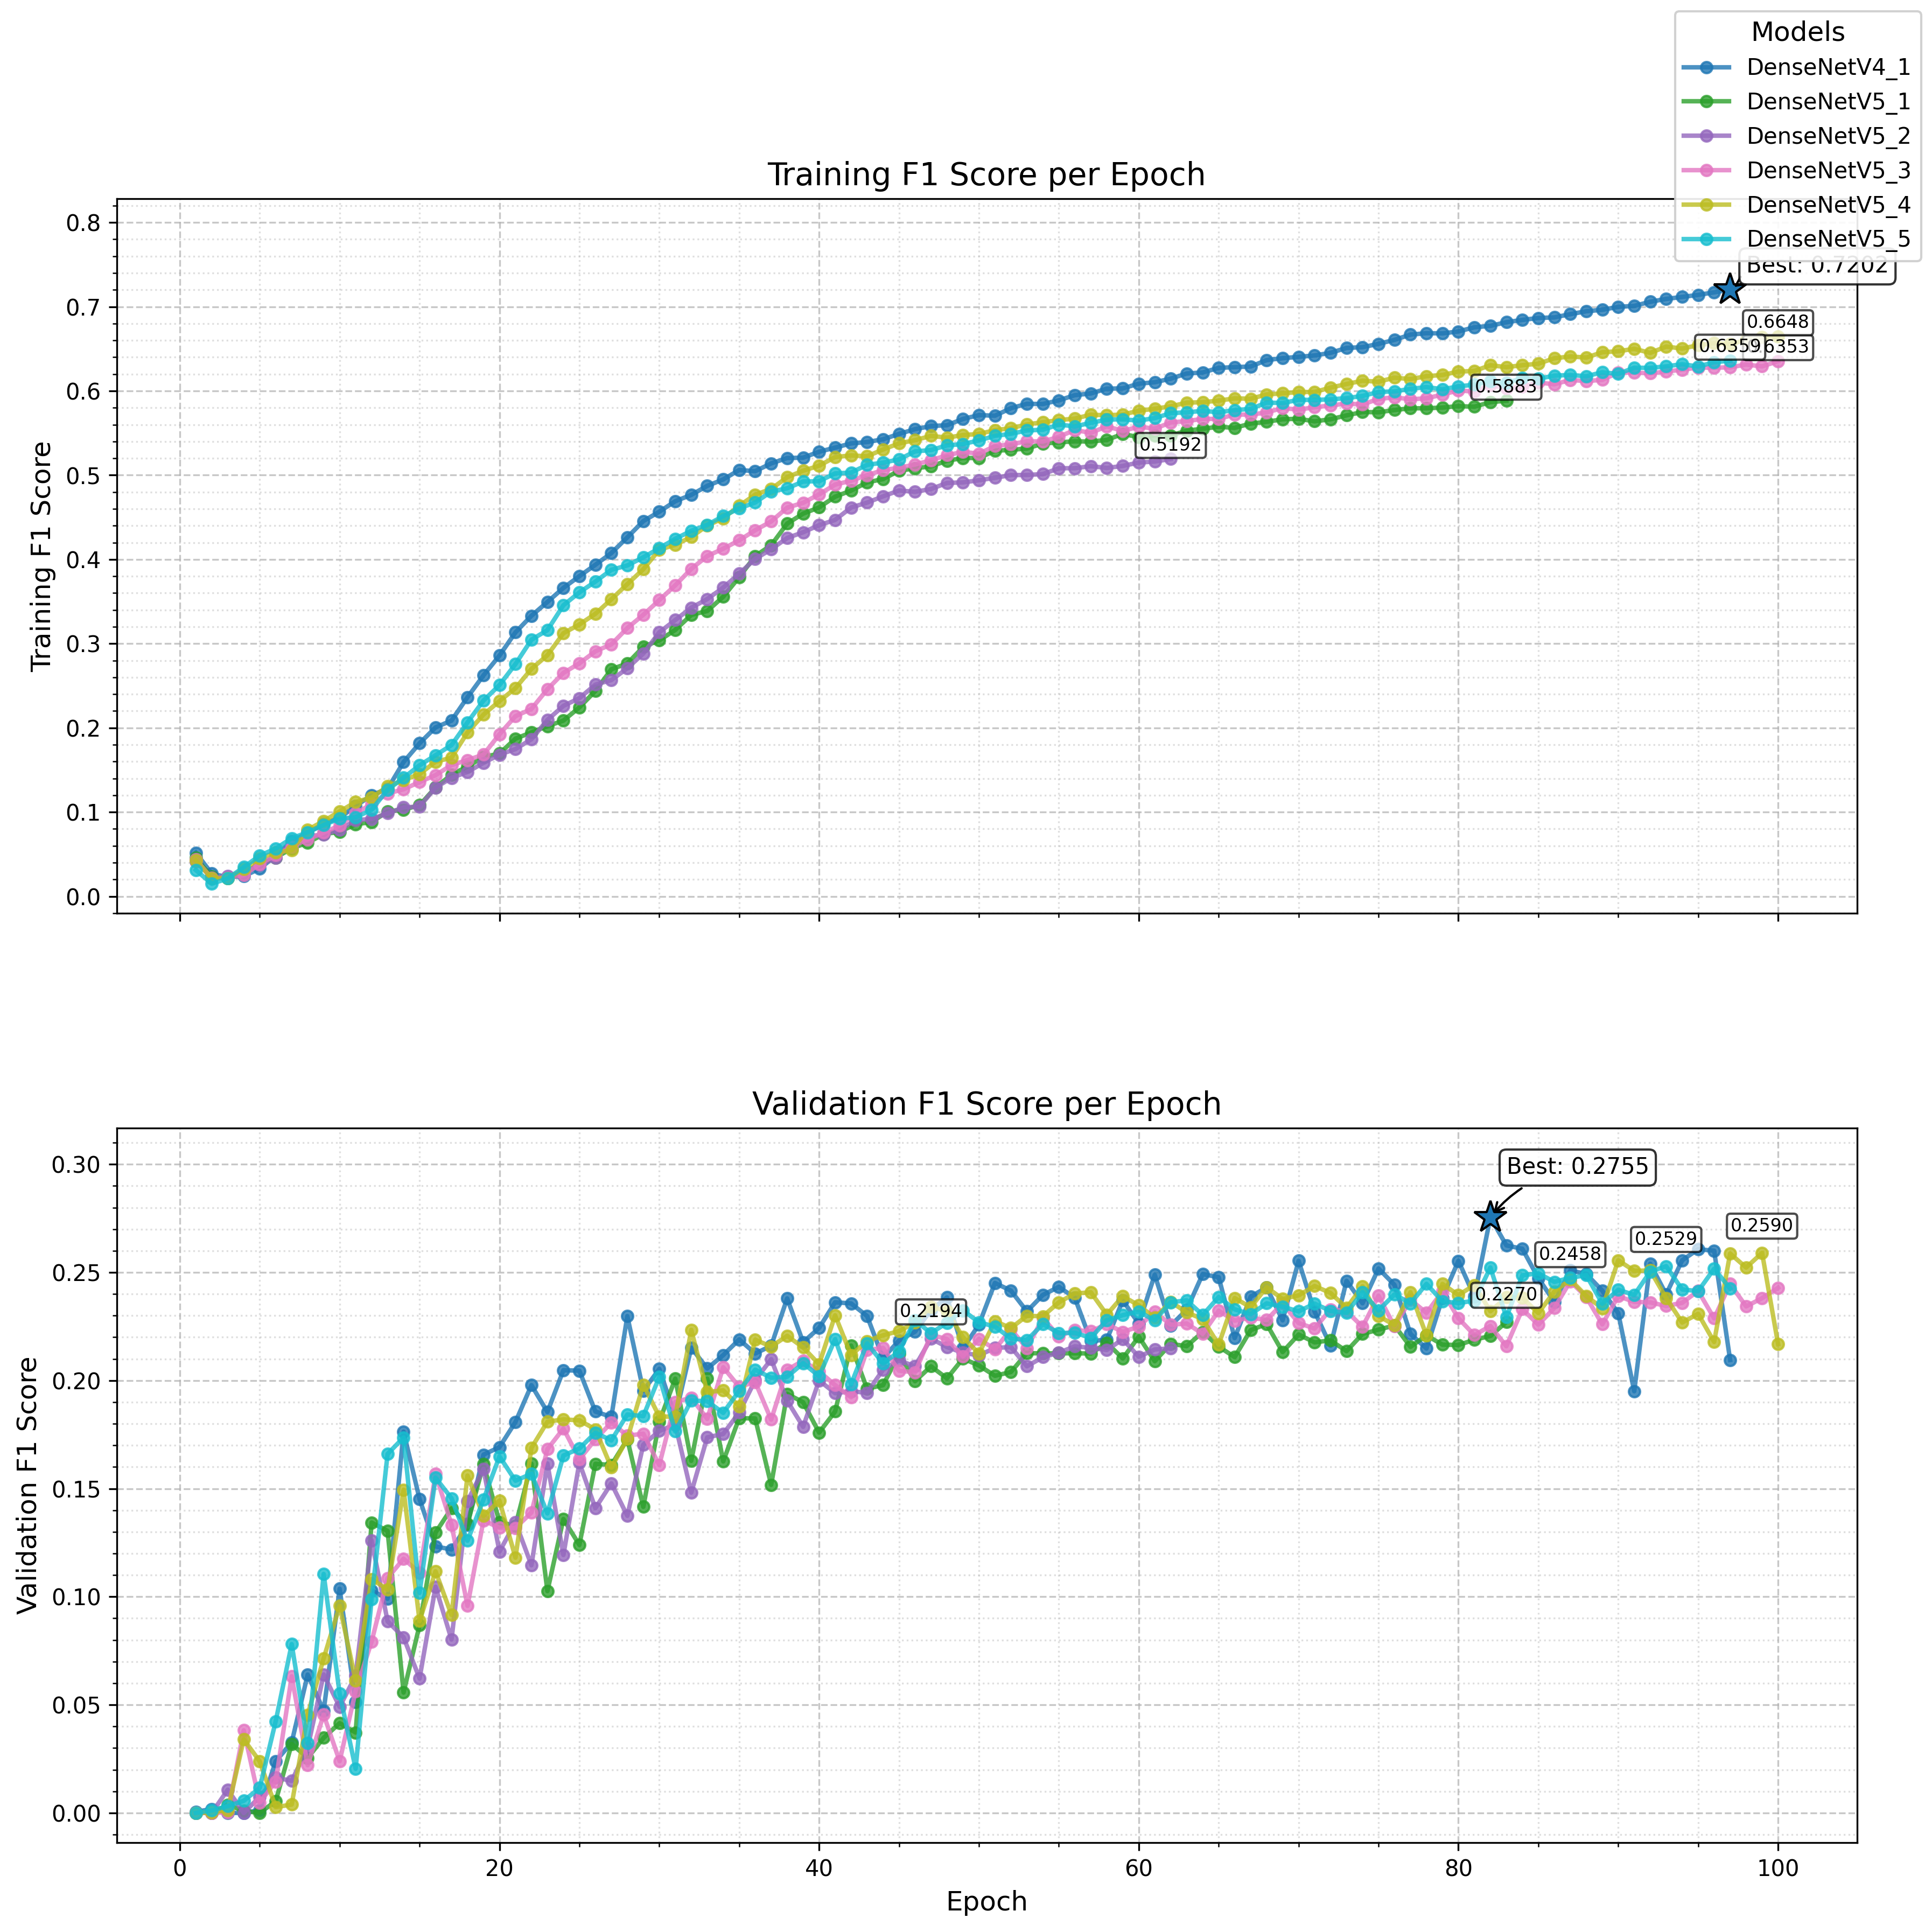 Models
DenseNetV4_1
DenseNetV5_1
DenseNetV5_2
DenseNetV5_3
DenseNetV5_4
DenseNetV5_5
Training F1 Score per Epoch
Training F1 Score
0.8
0.7
0.6
0.5
0.4
0.3
0.2
0.1
0.0
Best: 0.7202
0.6648
0.6359
6353
0.5883
0.5192
Validation F1 Score per Epoch
Validation F1 Score
0.30
0.25
0.20
0.15
0.10
0.05
0.00
Best: 0.2755
0.2590
0.2529
0.2458
0.2270
0.2194
0
20
40
60
80
100
Epoch